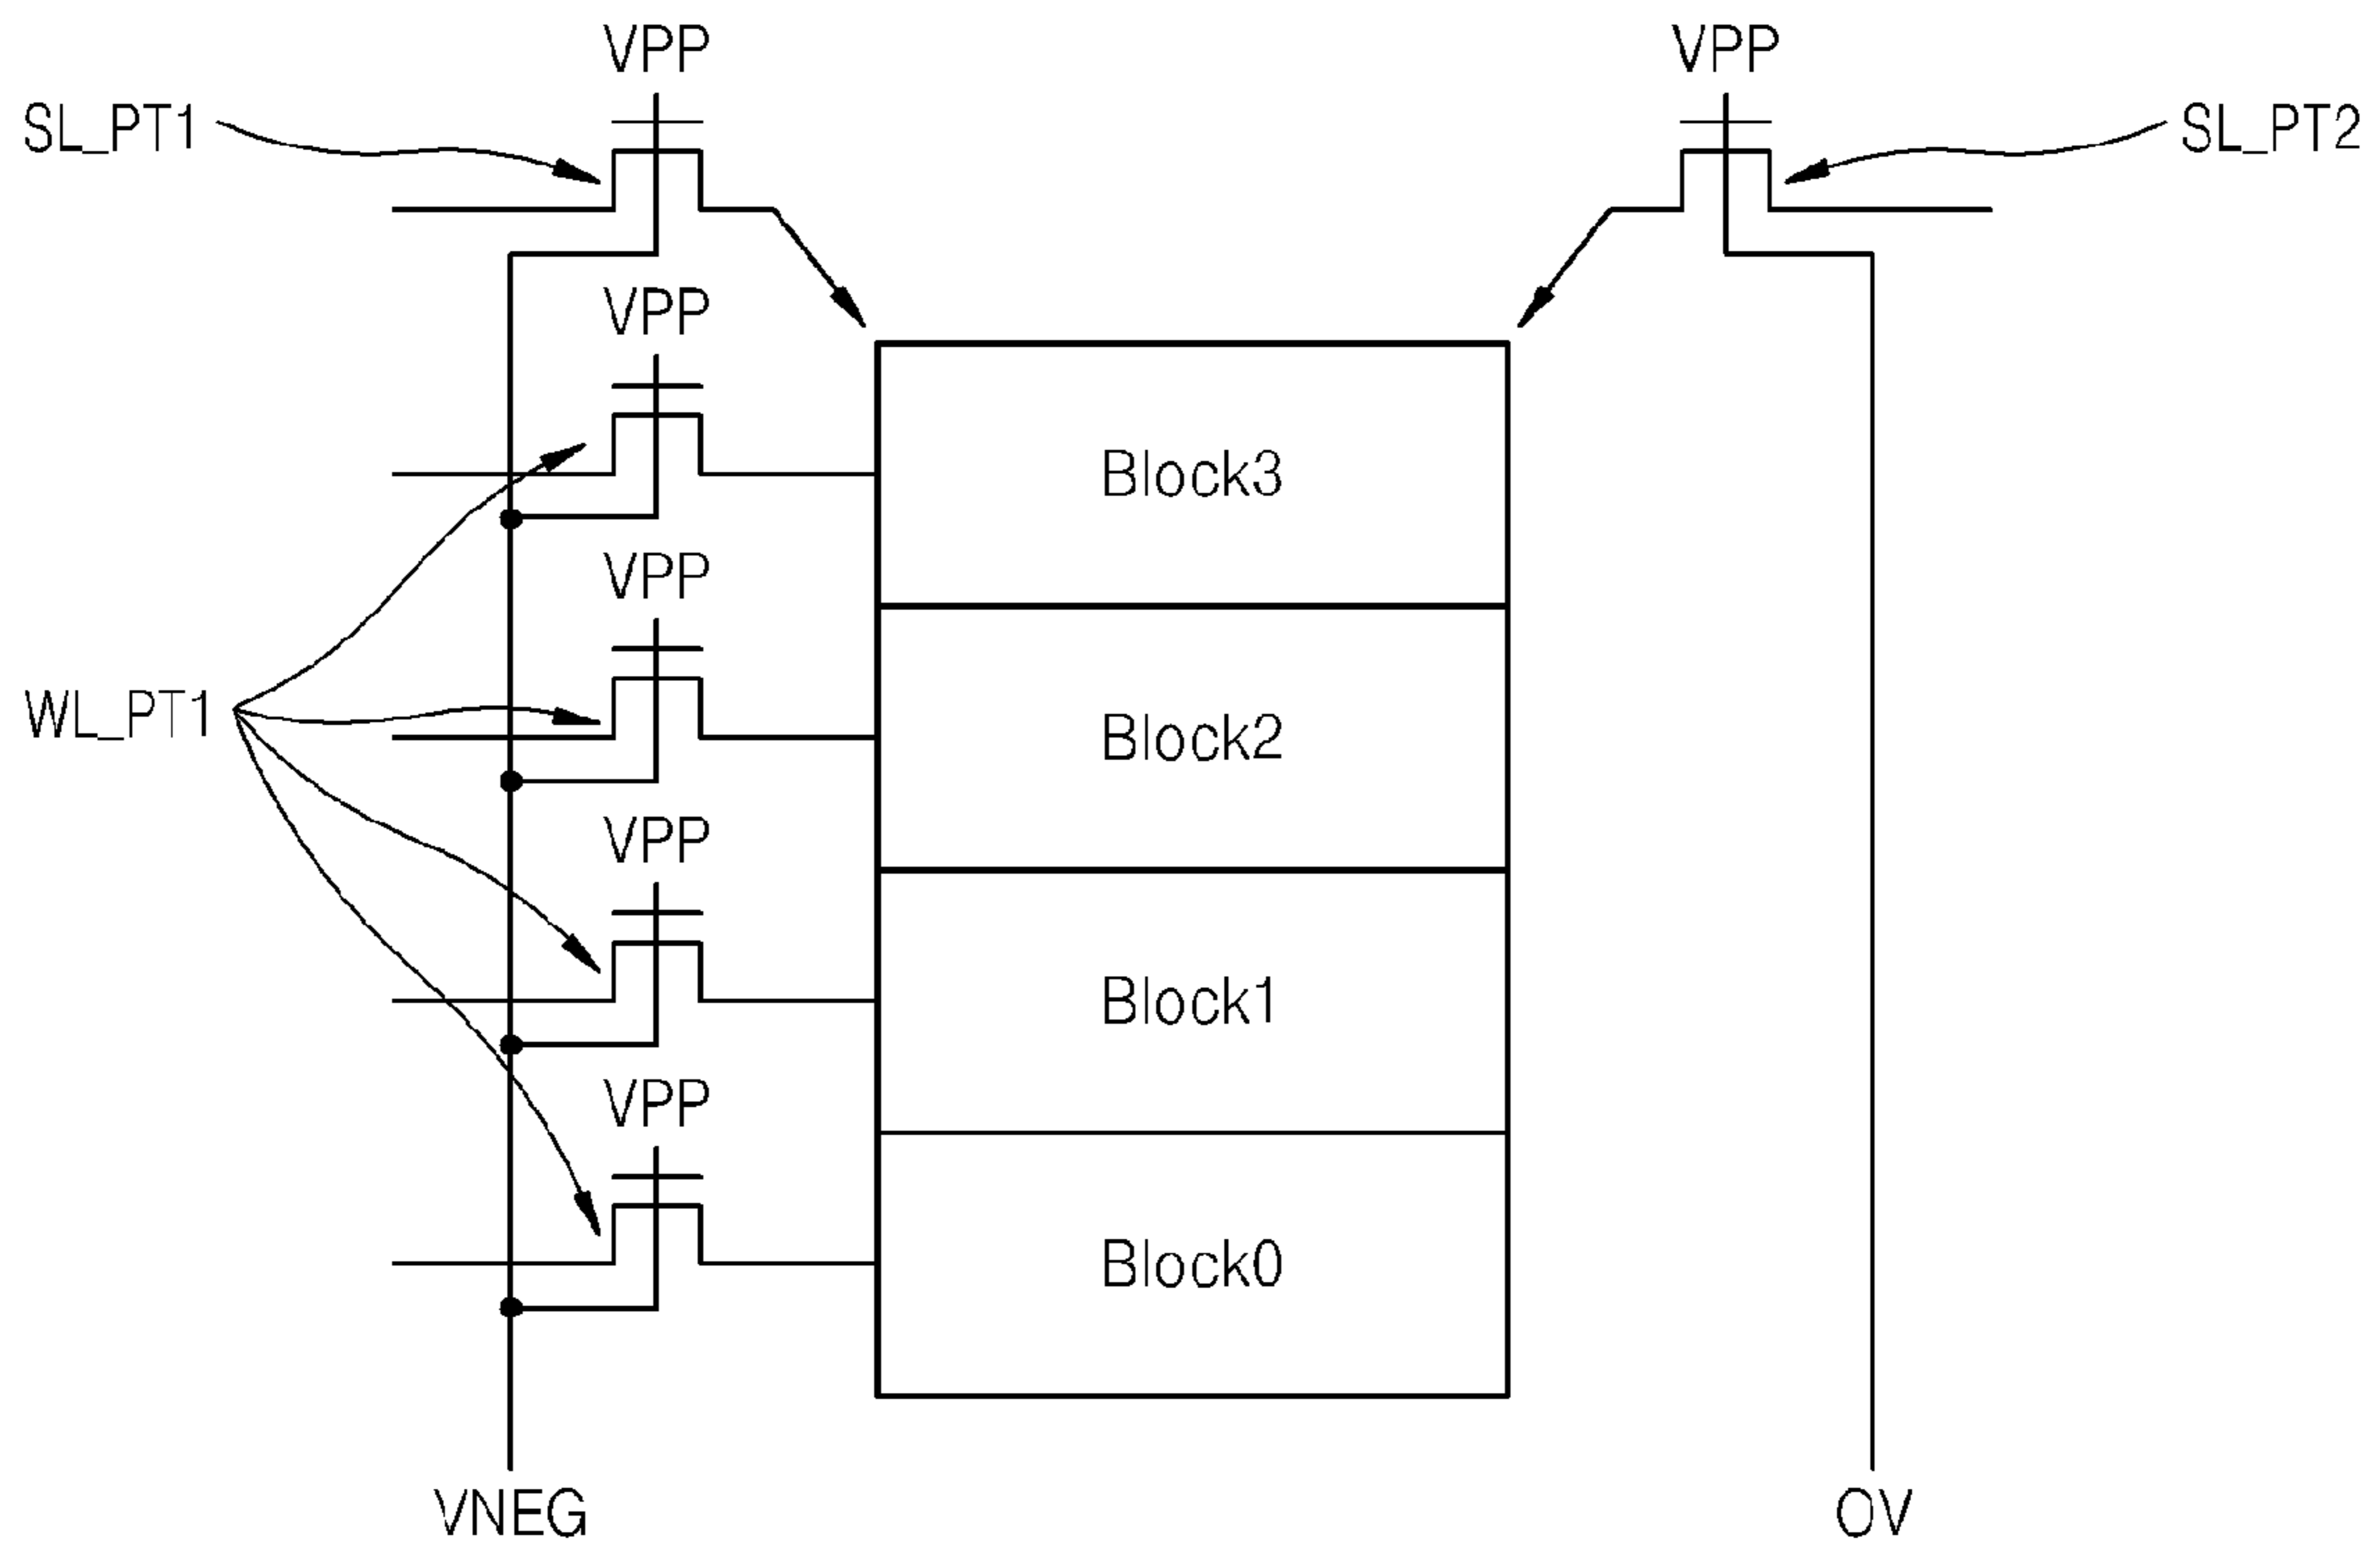 VPP
VPP
SL_PT1
SL_PT2
VPP
Block3
VPP
WL_PT1
Block2
VPP
Block1
VPP
Block0
VNEG
0V